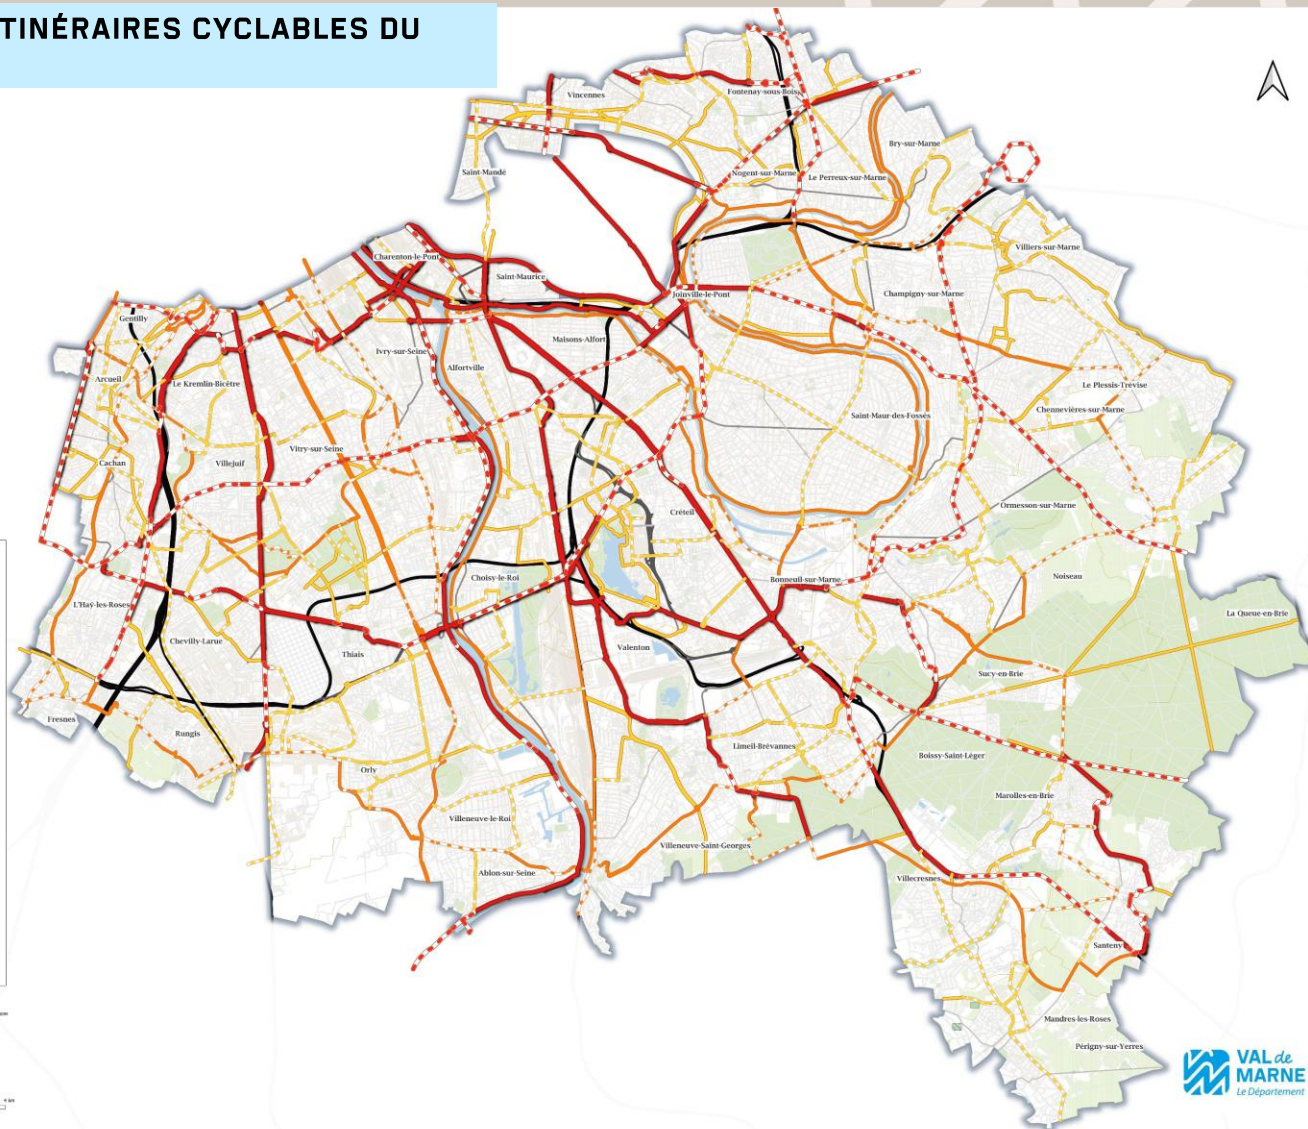 TINÉRAIRES CYCLABLES DU
Vincennes
Fontenay-sous-Bois
Bry-sur-Marne
Saint-Mandé
Nogent-sur-Marne
Le Perreux-sur-Marne
Villiers-sur-Marne
Charenton-le-Pont
Saint-Maurice
Joinville-le-Pont
Champigny-sur-Marne
Gentilly
Maisons-Alfort
Ivry-sur-Seine
Alfortville
Arcueil
Le Kremlin-Bicêtre
Le Plessis-Trévise
Chennevières-sur-Marne
Saint-Maur-des-Fossés
Vitry-sur-Seine
Cachan
Villejuif
Ormesson-sur-Marne
Créteil
Choisy-le-Roi
Bonneuil-sur-Marne
Noiseau
L'Haÿ-les-Roses
La Queue-en-Brie
Chevilly-Larue
Thiais
Valenton
Sucy-en-Brie
Fresnes
Rungis
Limeil-Brévannes
Boissy-Saint-Léger
Orly
Marolles-en-Brie
Villeneuve-le-Roi
Villeneuve-Saint-Georges
Ablon-sur-Seine
Villecresnes
Santeny
Mandres-les-Roses
Périgny-sur-Yerres
VAL de
MARNE
Le Département